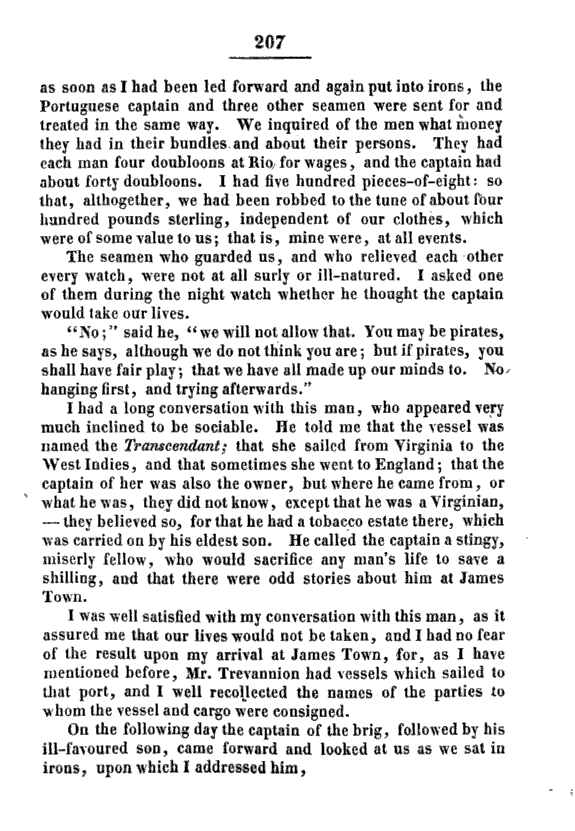 207
as soon as I had been led forward and again put into irons, the
Portuguese captain and three other seamen were sent for and
treated in the same way. We inquired of the men what money
they had in their bundles and about their persons. They had
each man four doubloons at Rio for wages, and the captain had
about forty doubloons. I had five hundred pieces-of-eight: so
that, althogether, we had been robbed to the tune of about four
hundred pounds sterling, independent of our clothes, which
were of some value to us; that is, mine were, at all events.
The seamen who guarded us, and who relieved each other
every watch, were not at all surly or ill-natured. I asked one
of them during the night watch whether he thought the captain
would take our lives.
"No;" said he, "we will not allow that. You may be pirates,
as he says, although we do not think you are; but if pirates, you
shall have fair play; that we have all made up our minds to. No
hanging first, and trying afterwards."
I had a long conversation with this man, who appeared very
much inclined to be sociable. He told me that the vessel was
named the Transcendant; that she sailed from Virginia to the
West Indies, and that sometimes she went to England; that the
captain of her was also the owner, but where he came from, or
what he was, they did not know, except that he was a Virginian,
— they believed so, for that he had a tobacco estate there, which
was carried on by his eldest son. He called the captain a stingy,
miserly fellow, who would sacrifice any man's life to save a
shilling, and that there were odd stories about him at James
Town.
I was well satisfied with my conversation with this man, as it
assured me that our lives would not be taken, and I had no fear
of the result upon my arrival at James Town, for, as I have
mentioned before, Mr. Trevannion had vessels which sailed to
that port, and I well recollected the names of the parties to
whom the vessel and cargo were consigned.
On the following day the captain of the brig, followed by his
ill-favoured son, came forward and looked at us as we sat in
irons, upon which I addressed him,